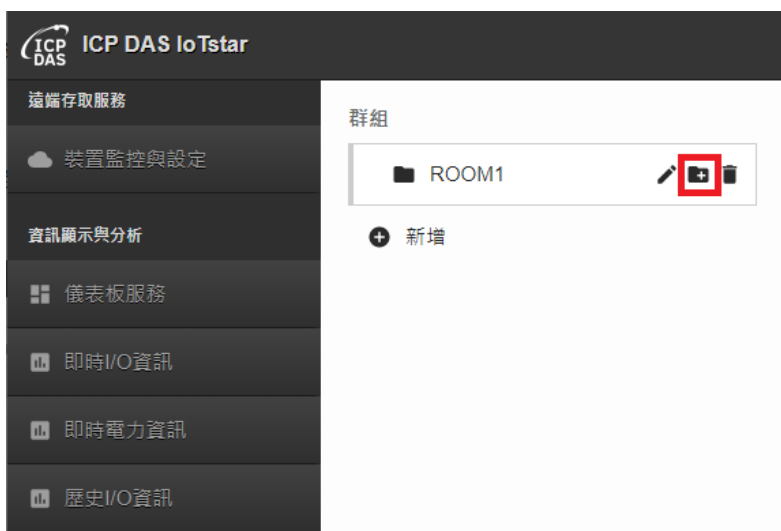 ICP DAS
ICP DAS IoTstar
遠端存取服務
裝置監控與設定
資訊顯示與分析
儀表板服務
即時I/O資訊
即時電力資訊
歷史I/O資訊
群組
ROOM1
新增